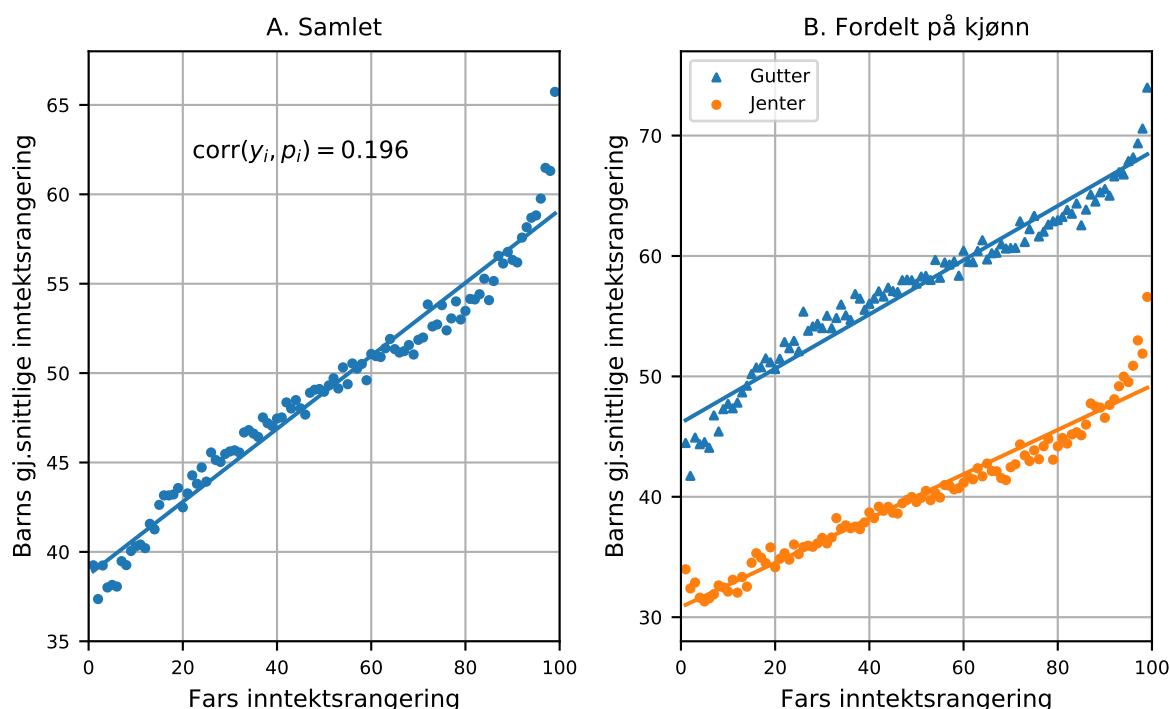 A. Samlet
65
60
55
50
45
40
35
0 20 40 60 80 100
corr(y_i, p_i) = 0.196
Barns gj.snittlige inntektsrangering
Fars inntektsrangering
B. Fordelt på kjønn
Gutter
Jenter
70
60
50
40
30
0 20 40 60 80 100
Barns gj.snittlige inntektsrangering
Fars inntektsrangering